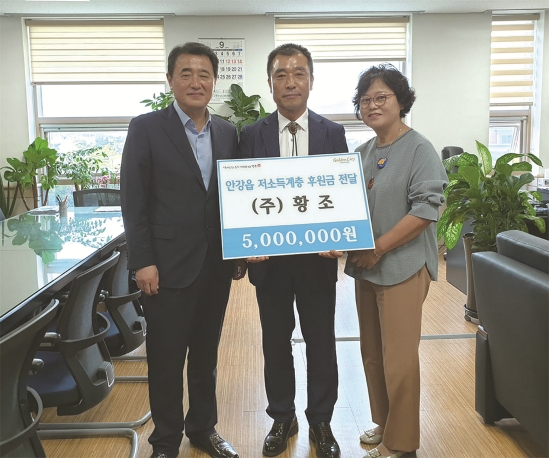 9
안강읍 저소득계층 후원금 전달
(주) 황 조
5,000,000원